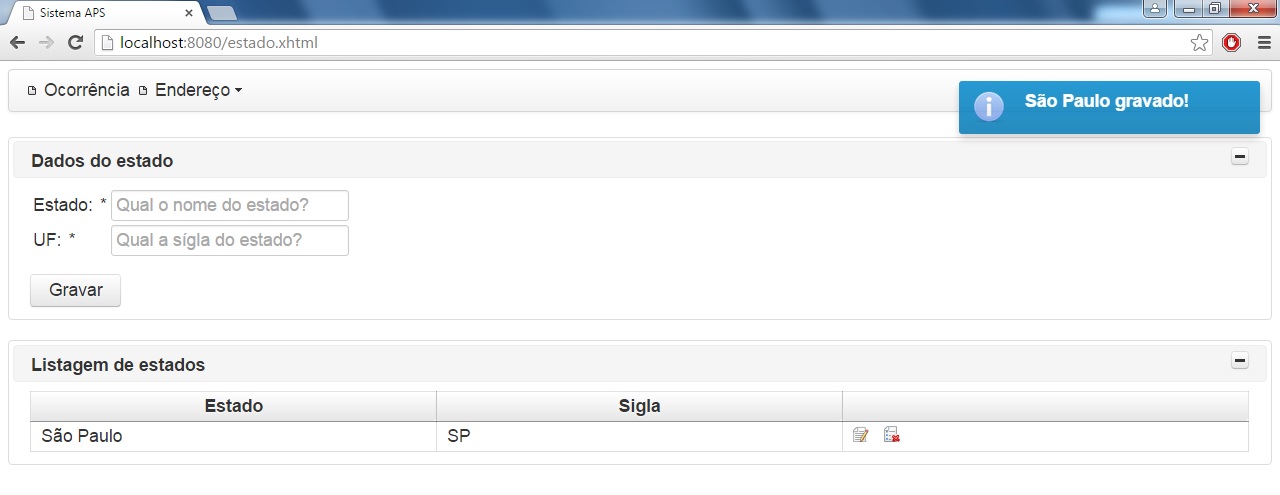 Sistema APS
localhost:8080/estado.xhtml
Ocorrência Endereço
São Paulo gravado!
Dados do estado
Estado: * Qual o nome do estado?
UF: * Qual a sígla do estado?
Gravar
Listagem de estados
Estado Sigla
São Paulo SP